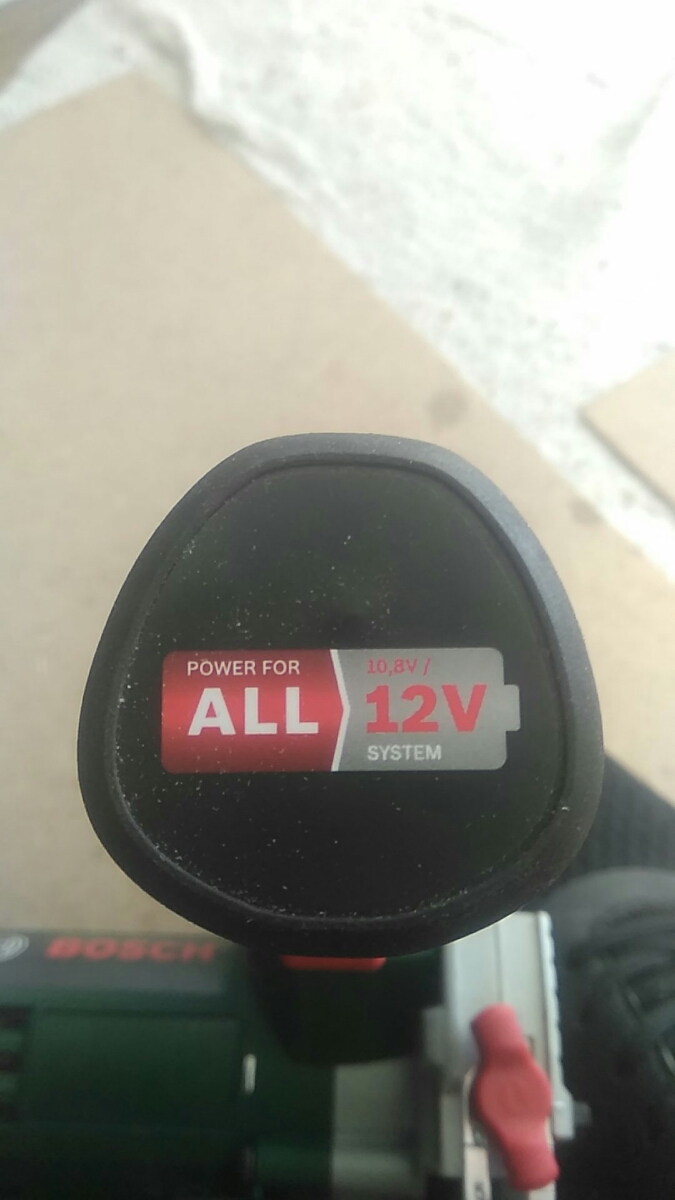 POWER FOR
ALL
10,8V /
12V
SYSTEM
BOSCH